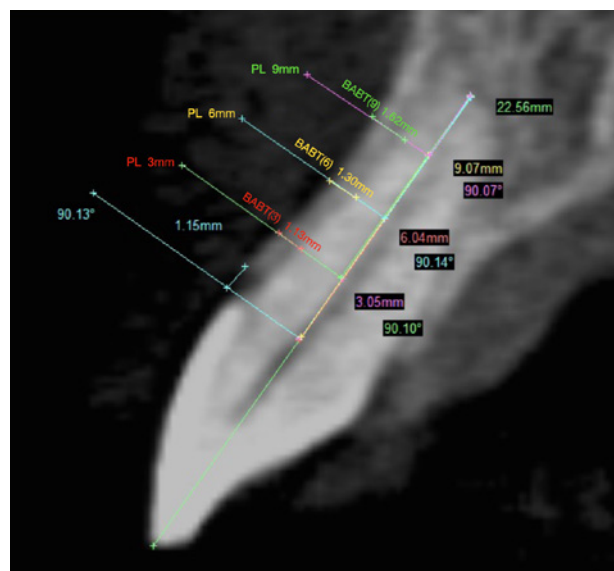 PL 9mm
BABT(9) 1.62mm
22.56mm
PL 6mm
BABT(6) 1.30mm
9.07mm
90.07°
PL 3mm
BABT(3) 1.13mm
6.04mm
90.14°
90.13°
1.15mm
3.05mm
90.10°